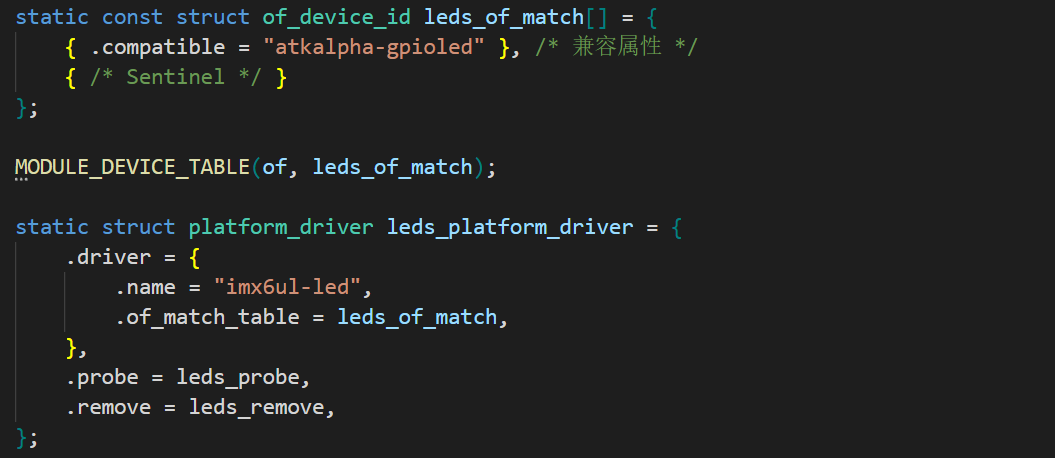 static const struct of_device_id leds_of_match[] = {
    { .compatible = "atkalpha-gpioled" }, /* 兼容属性 */
    { /* Sentinel */ }
};

MODULE_DEVICE_TABLE(of, leds_of_match);

static struct platform_driver leds_platform_driver = {
    .driver = {
        .name = "imx6ul-led",
        .of_match_table = leds_of_match,
    },
    .probe = leds_probe,
    .remove = leds_remove,
};